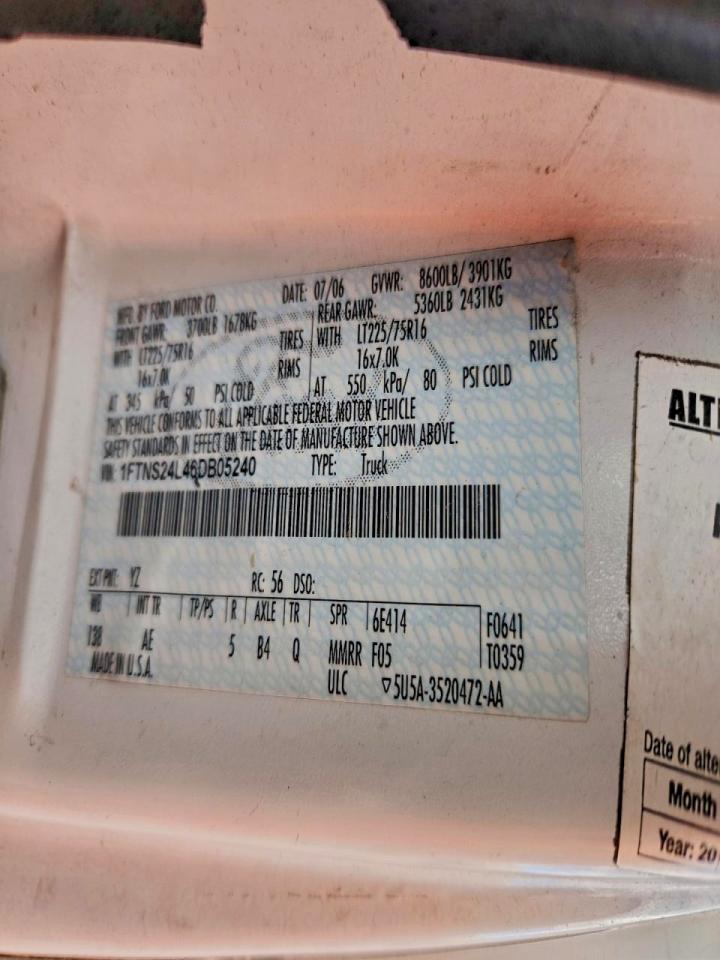 MFG. BY FORD MOTOR CO. DATE: 07/06 GVWR: 8600LB/ 3901KG
FRONT GAWR: 3700LB 1678KG REAR GAWR: 5360LB 2431KG
WITH LT225/75R16 TIRES WITH LT225/75R16 TIRES
16x7.0K RIMS 16x7.0K RIMS
AT 345 kPa/ 50 PSI COLD AT 550 kPa/ 80 PSI COLD
THIS VEHICLE CONFORMS TO ALL APPLICABLE FEDERAL MOTOR VEHICLE
SAFETY STANDARDS IN EFFECT ON THE DATE OF MANUFACTURE SHOWN ABOVE.
VIN: 1FTNS24L46DB05240 TYPE: Truck
EXT PNT: YZ RC: 56 DSO:
WB INT TR TP/PS R AXLE TR SPR 6E414 F0641
138 AE 5 B4 Q MMRR F05 T0359
MADE IN U.S.A. ULC ▽5U5A-3520472-AA
ALT
Date of alte
Month
Year: 20